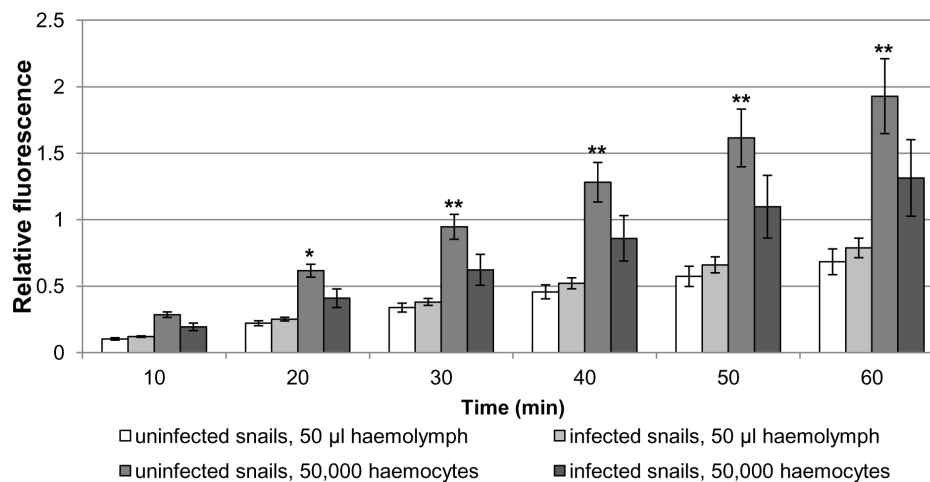 Relative fluorescence
2.5
2
1.5
1
0.5
0
*
**
**
**
**
10 20 30 40 50 60
Time (min)
uninfected snails, 50 µl haemolymph infected snails, 50 µl haemolymph
uninfected snails, 50,000 haemocytes infected snails, 50,000 haemocytes